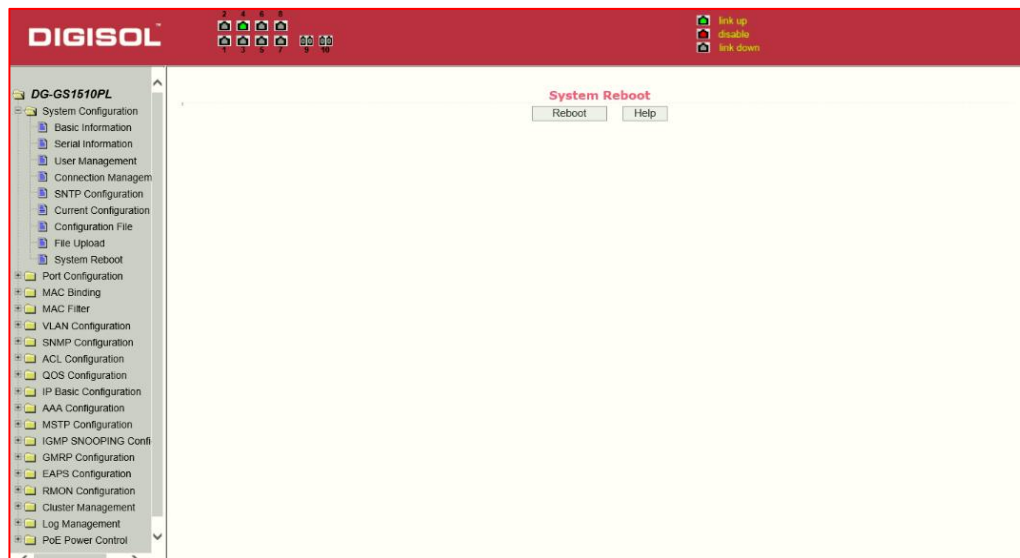 DIGISOL
2 4 6 8
1 3 5 7 9 10
link up
disable
link down
DG-GS1510PL
System Configuration
Basic Information
Serial Information
User Management
Connection Managem
SNTP Configuration
Current Configuration
Configuration File
File Upload
System Reboot
Port Configuration
MAC Binding
MAC Filter
VLAN Configuration
SNMP Configuration
ACL Configuration
QOS Configuration
IP Basic Configuration
AAA Configuration
MSTP Configuration
IGMP SNOOPING Confi
GMRP Configuration
EAPS Configuration
RMON Configuration
Cluster Management
Log Management
PoE Power Control
System Reboot
Reboot Help